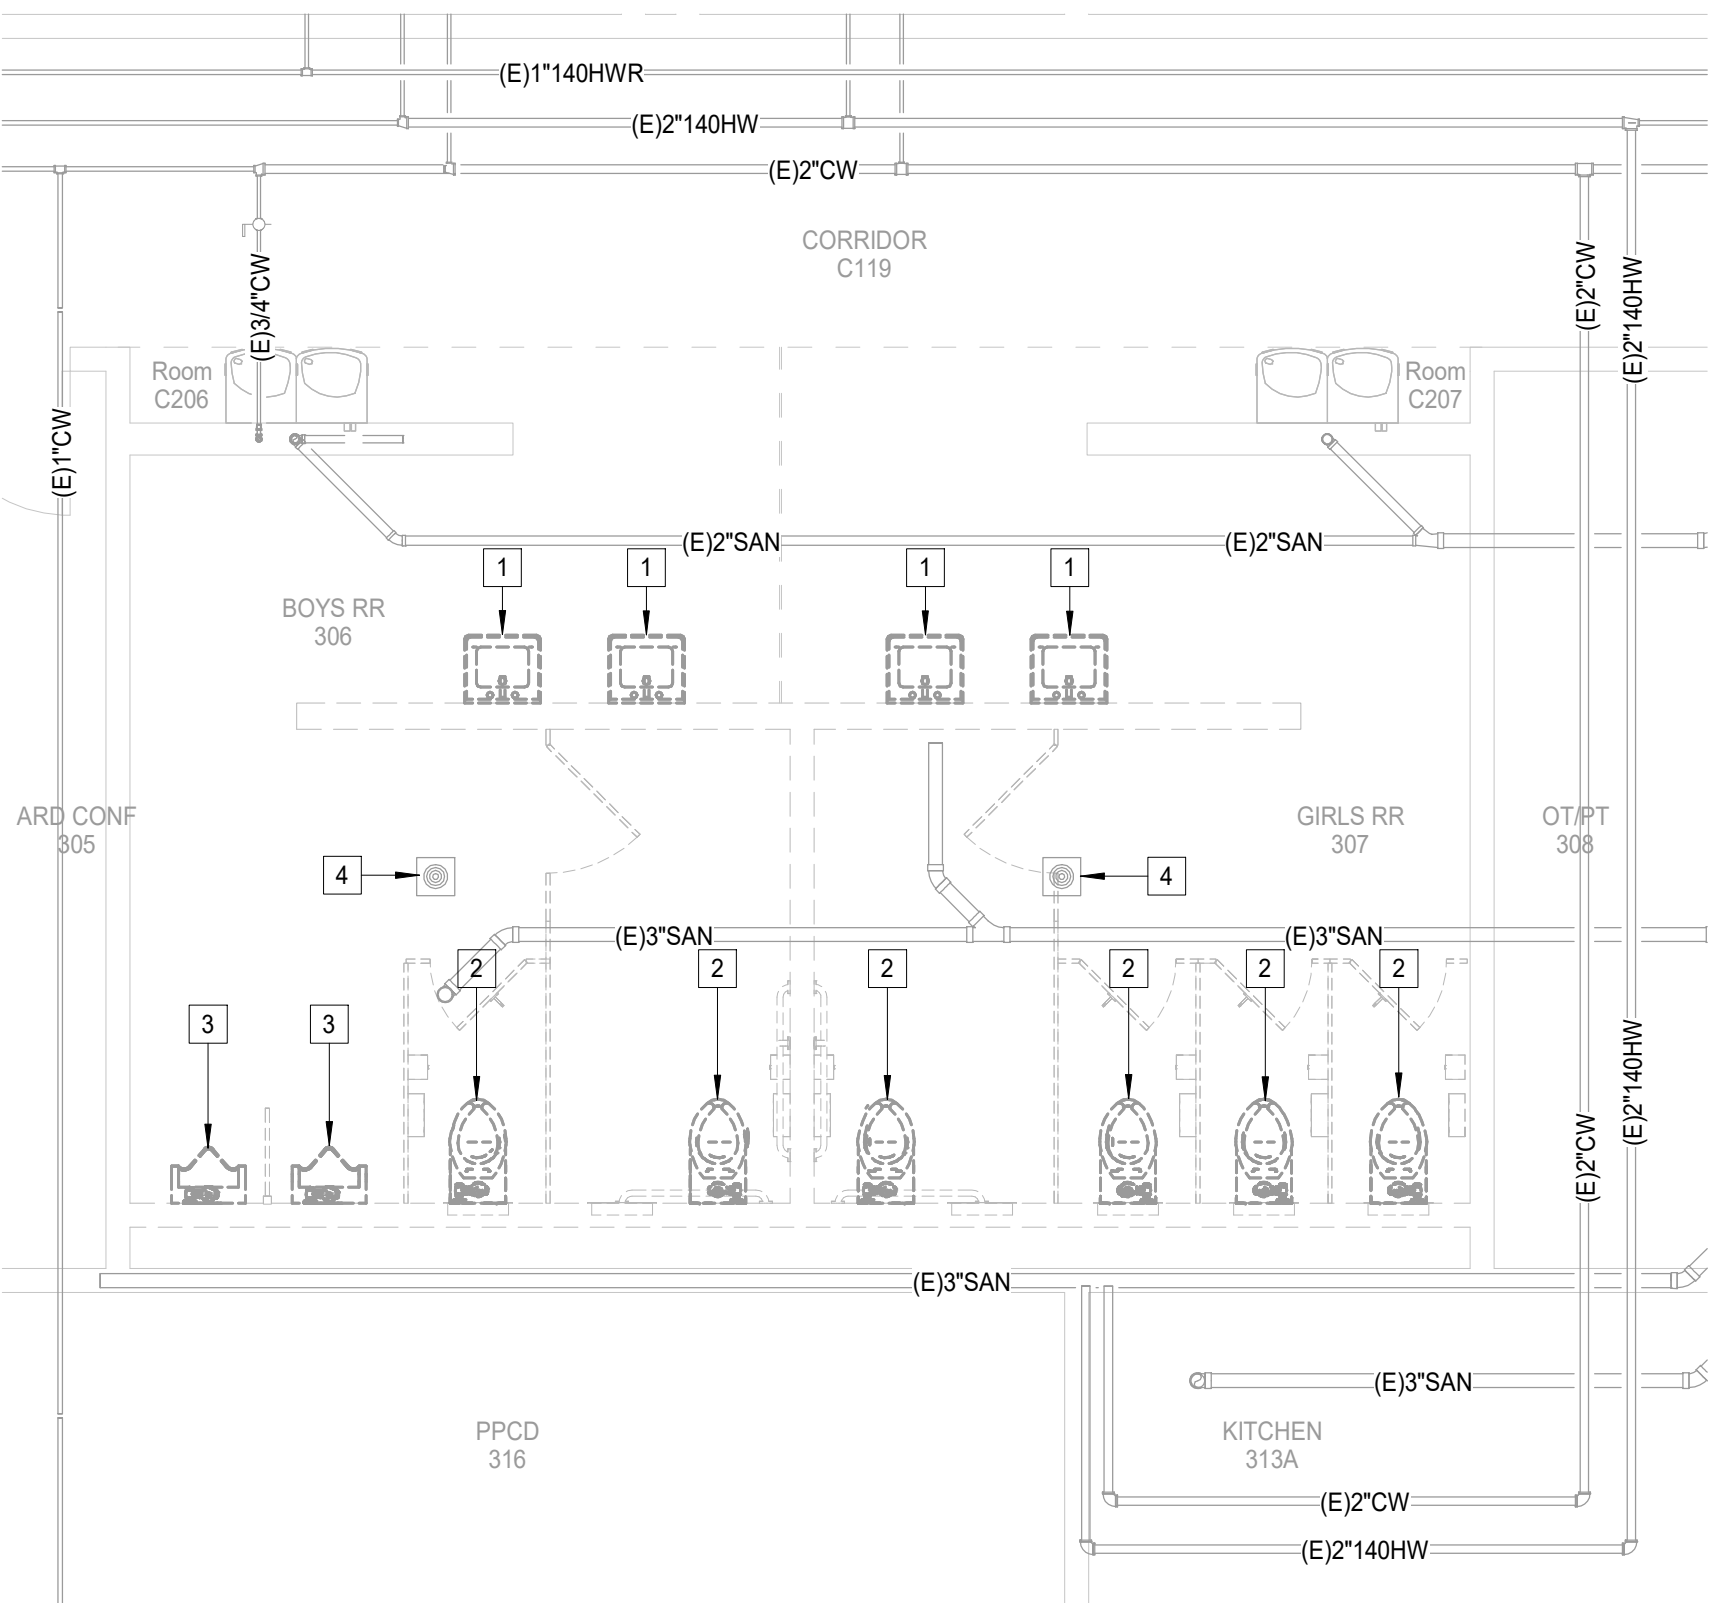 (E)1"140HWR
(E)2"140HW
(E)2"CW
CORRIDOR
C119
(E)3/4"CW
(E)2"CW
(E)2"140HW
Room
C206
Room
C207
(E)1"CW
(E)2"SAN
(E)2"SAN
1
1
1
1
BOYS RR
306
ARD CONF
305
GIRLS RR
307
OT/PT
308
4
4
(E)3"SAN
(E)3"SAN
2
2
2
2
2
2
3
3
(E)2"140HW
(E)2"CW
(E)3"SAN
(E)3"SAN
PPCD
316
KITCHEN
313A
(E)2"CW
(E)2"140HW